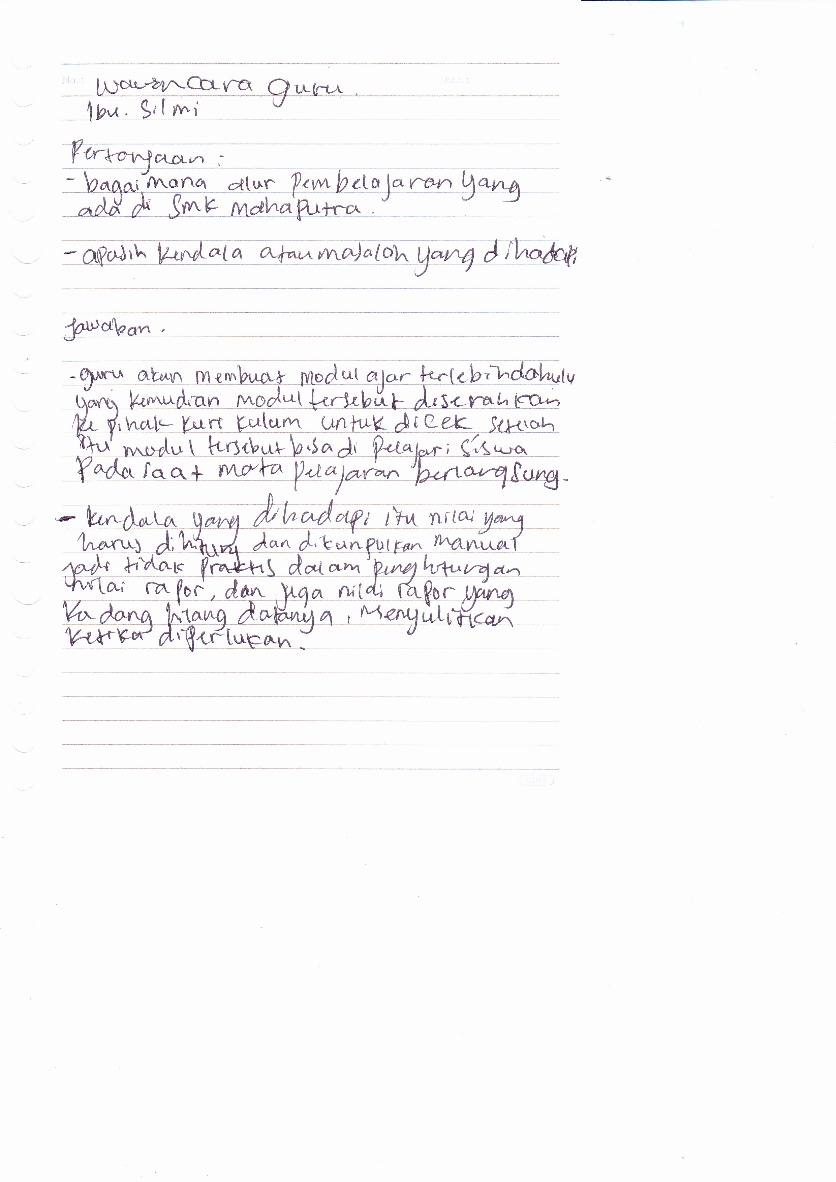 Wawancara guru.
Ibu. Silmi
Pertanyaan :
- bagaimana alur Pembelajaran yang
ada di SMK Mahaputra.
- apasih kendala atau masalah yang dihadapi
Jawaban.
- guru akan membuat modul ajar terlebihdahulu
yang kemudian modul tersebut diserahkan
ke pihak kuri kulum untuk dicek setelah
itu modul tersebut bisa di pelajari siswa
Pada saat mata pelajaran berlangsung.
- kendala yang dihadapi itu nilai yang
harus dihitung dan dikumpulkan manual
jadi tidak praktis dalam penghitungan
nilai rapor, dan juga nilai rapor yang
kadang hilang datanya, menyulitkan
ketika diperlukan.